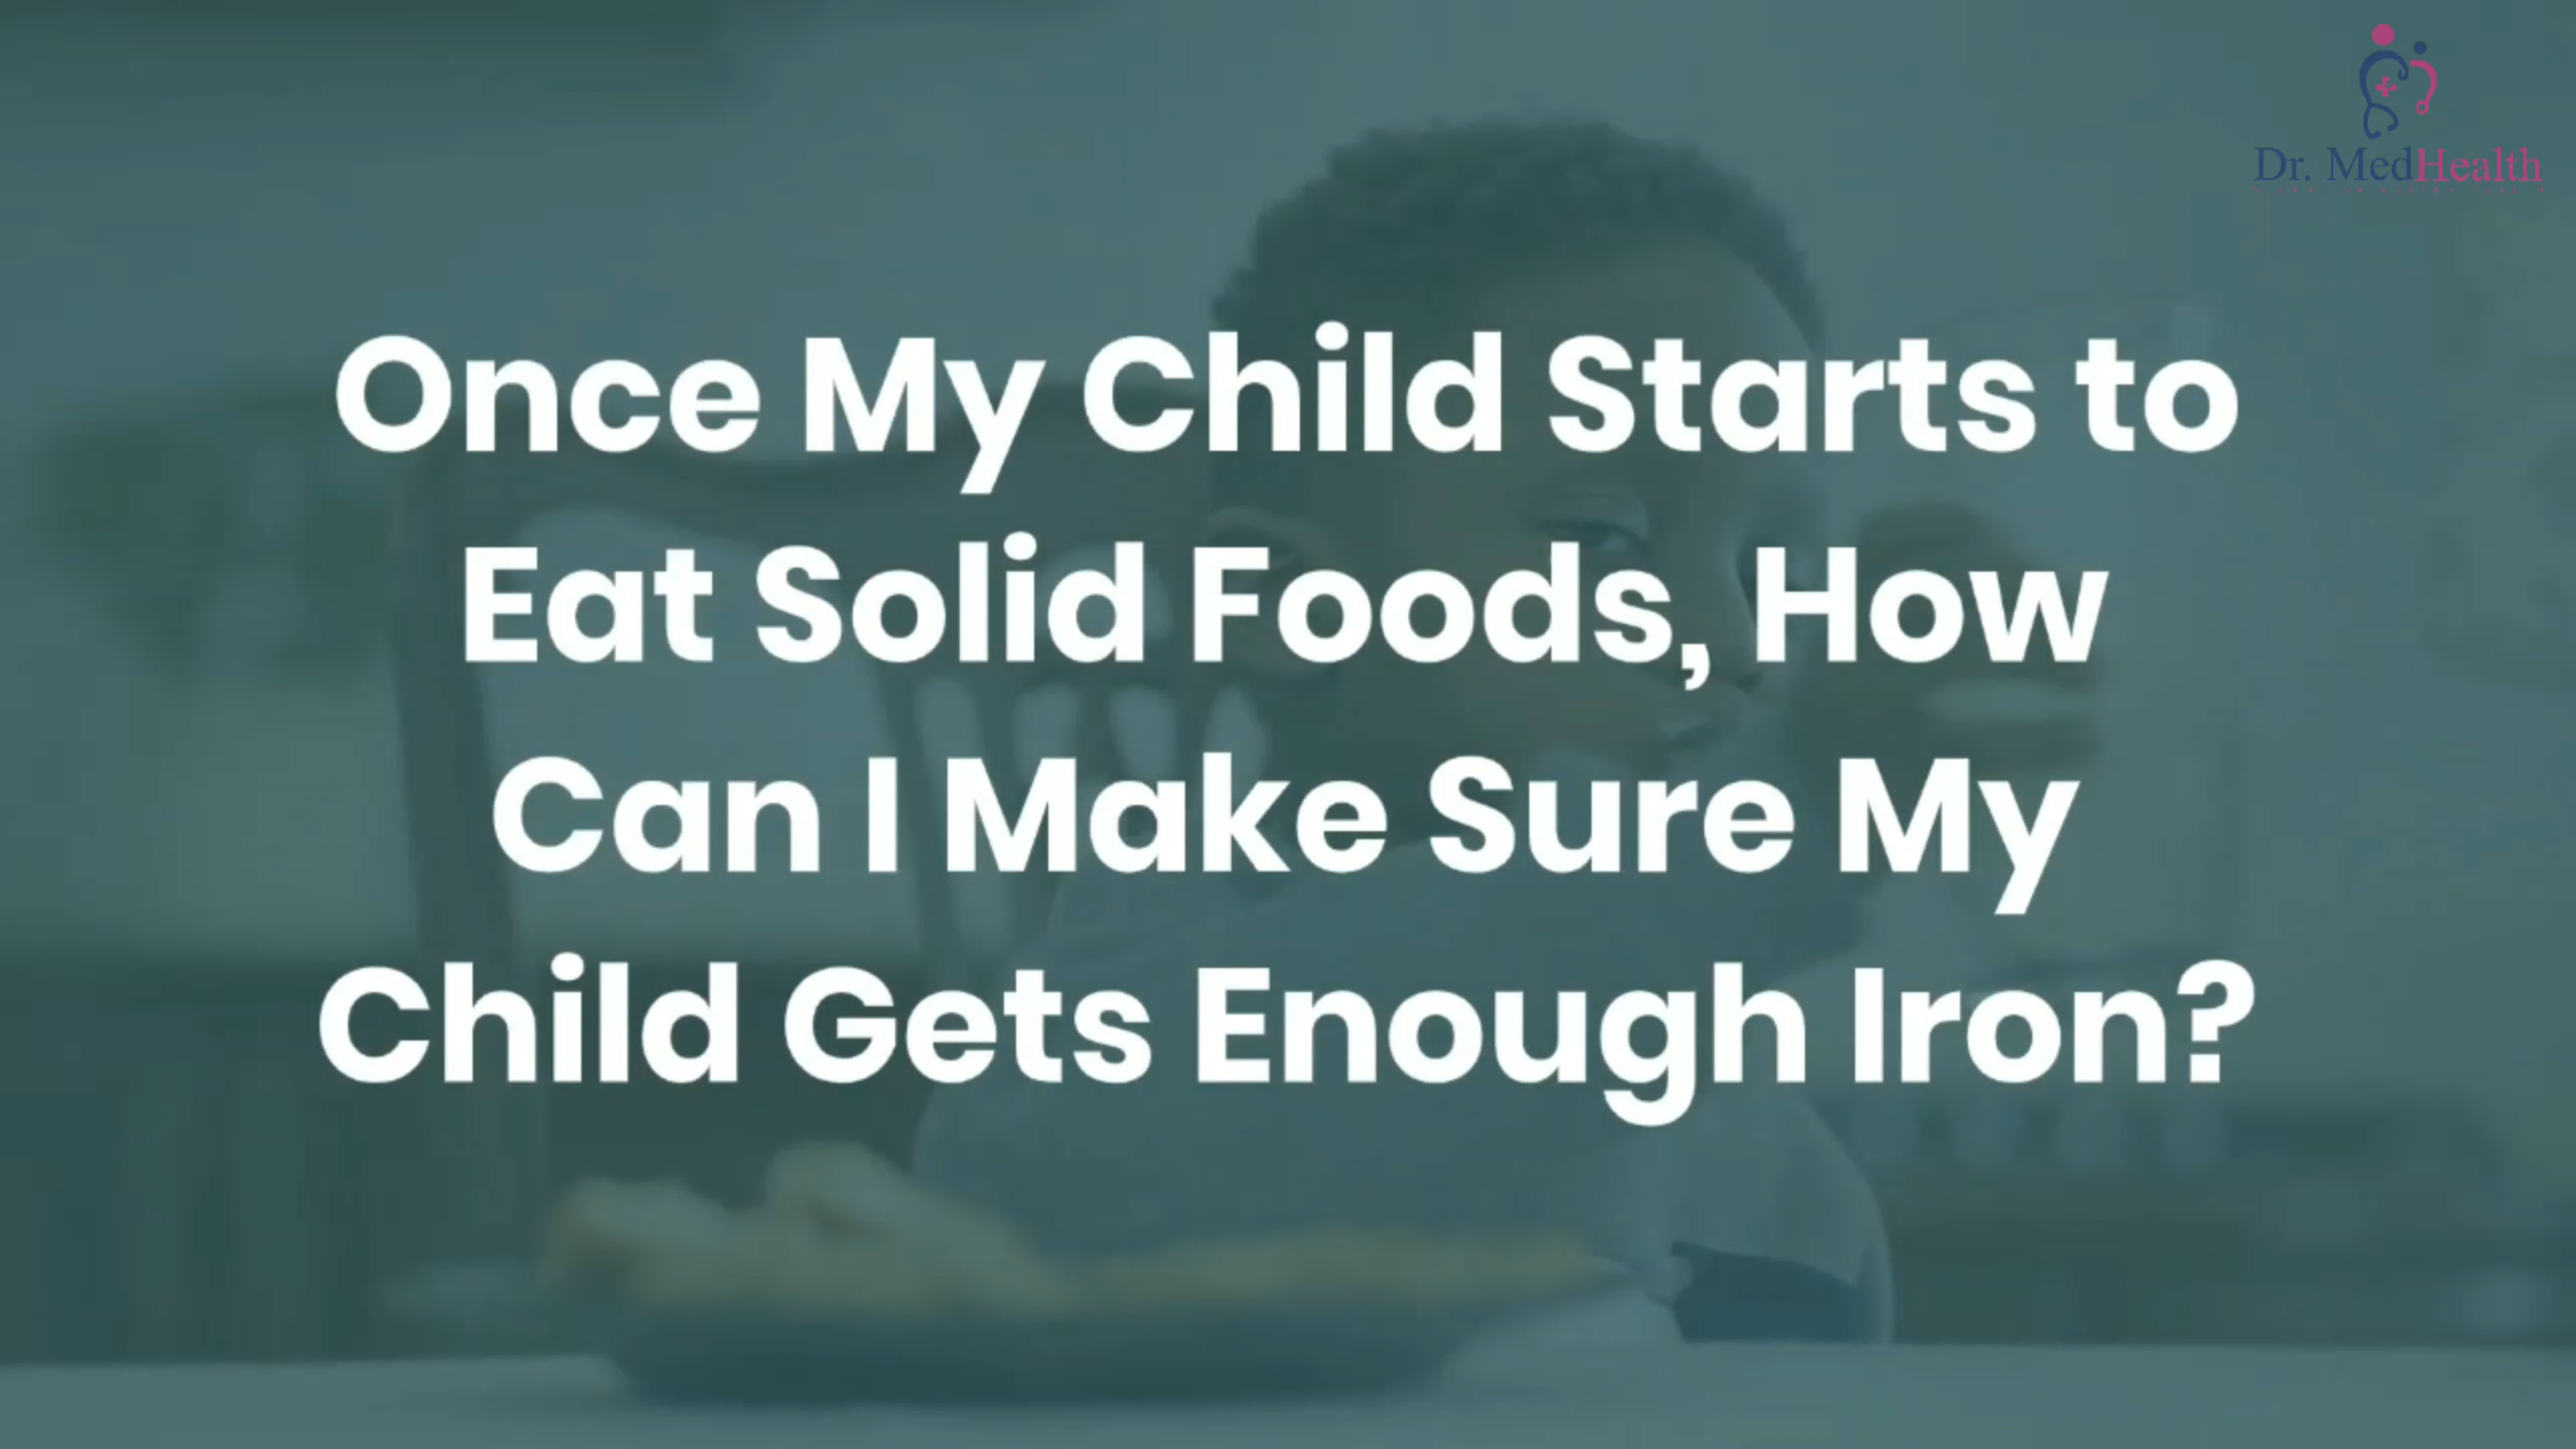 Dr. MedHealth
Once My Child Starts to
Eat Solid Foods, How
Can I Make Sure My
Child Gets Enough Iron?